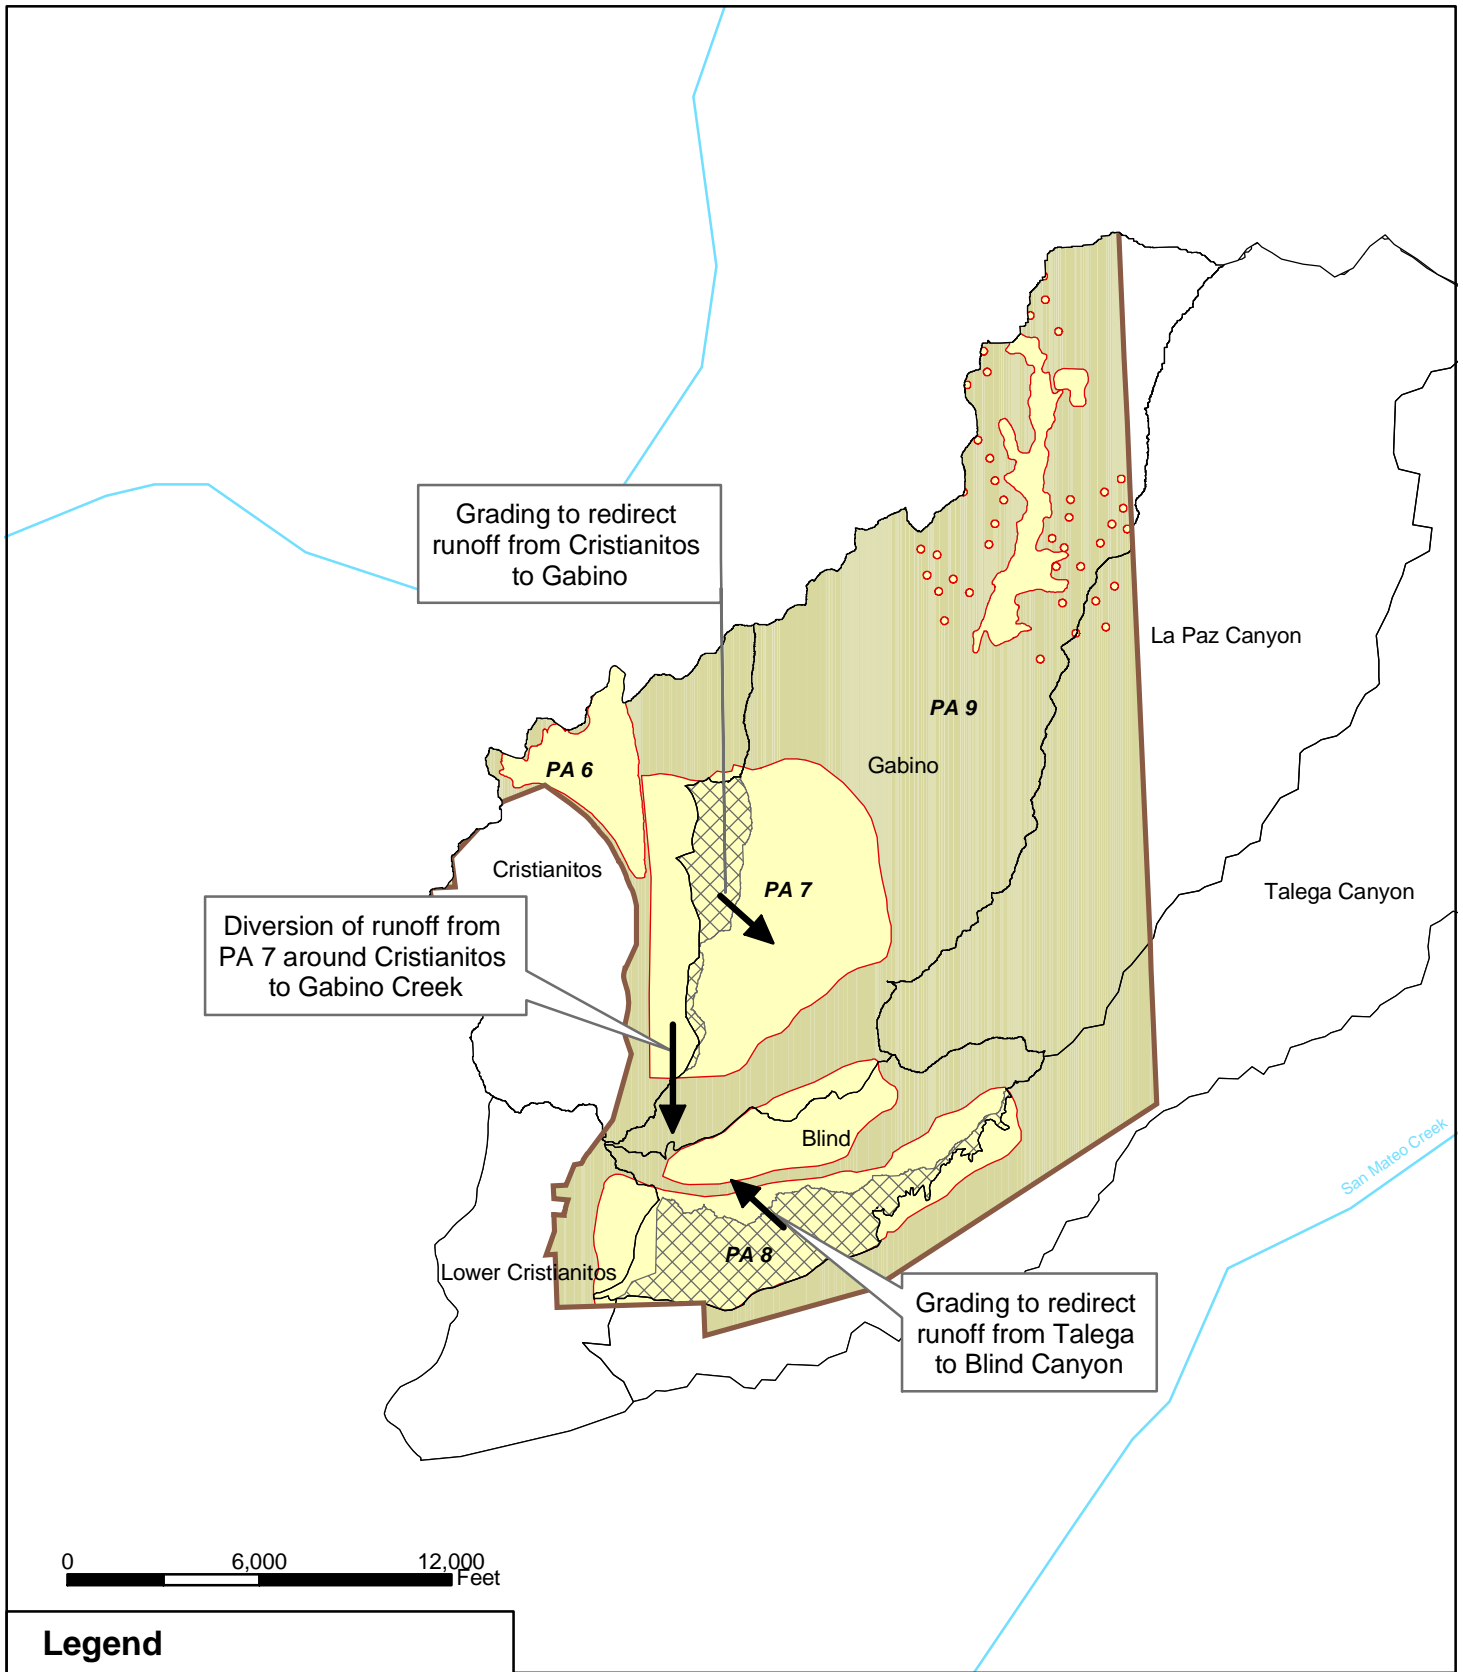 Grading to redirect
runoff from Cristianitos
to Gabino
La Paz Canyon
PA 9
Gabino
PA 6
Cristianitos
PA 7
Talega Canyon
Diversion of runoff from
PA 7 around Cristianitos
to Gabino Creek
Blind
San Mateo Creek
PA 8
Lower Cristianitos
Grading to redirect
runoff from Talega
to Blind Canyon
0 6,000 12,000
Feet
Legend